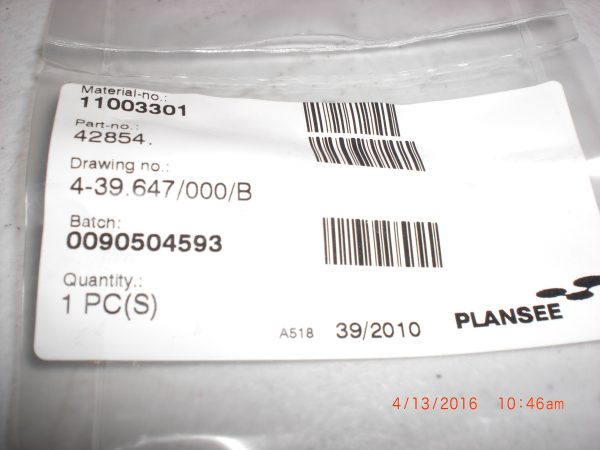 Material-no.:
11003301
Part-no.:
42854.
Drawing no.:
4-39.647/000/B
Batch:
0090504593
Quantity.:
1 PC(S)
A518 39/2010 PLANSEE
4/13/2016 10:46am